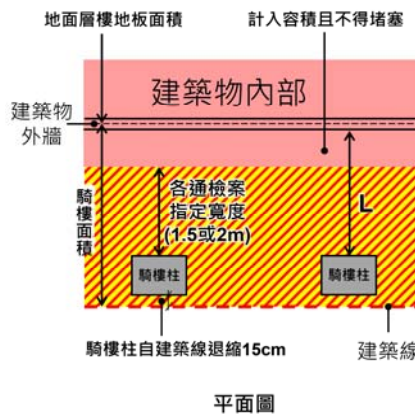 地面層樓地板面積
計入容積且不得堵塞
建築物內部
建築物
外牆
騎樓面積
各通檢案
指定寬度
(1.5或2m)
L
騎樓柱
騎樓柱
騎樓柱自建築線退縮15cm
建築線
平面圖